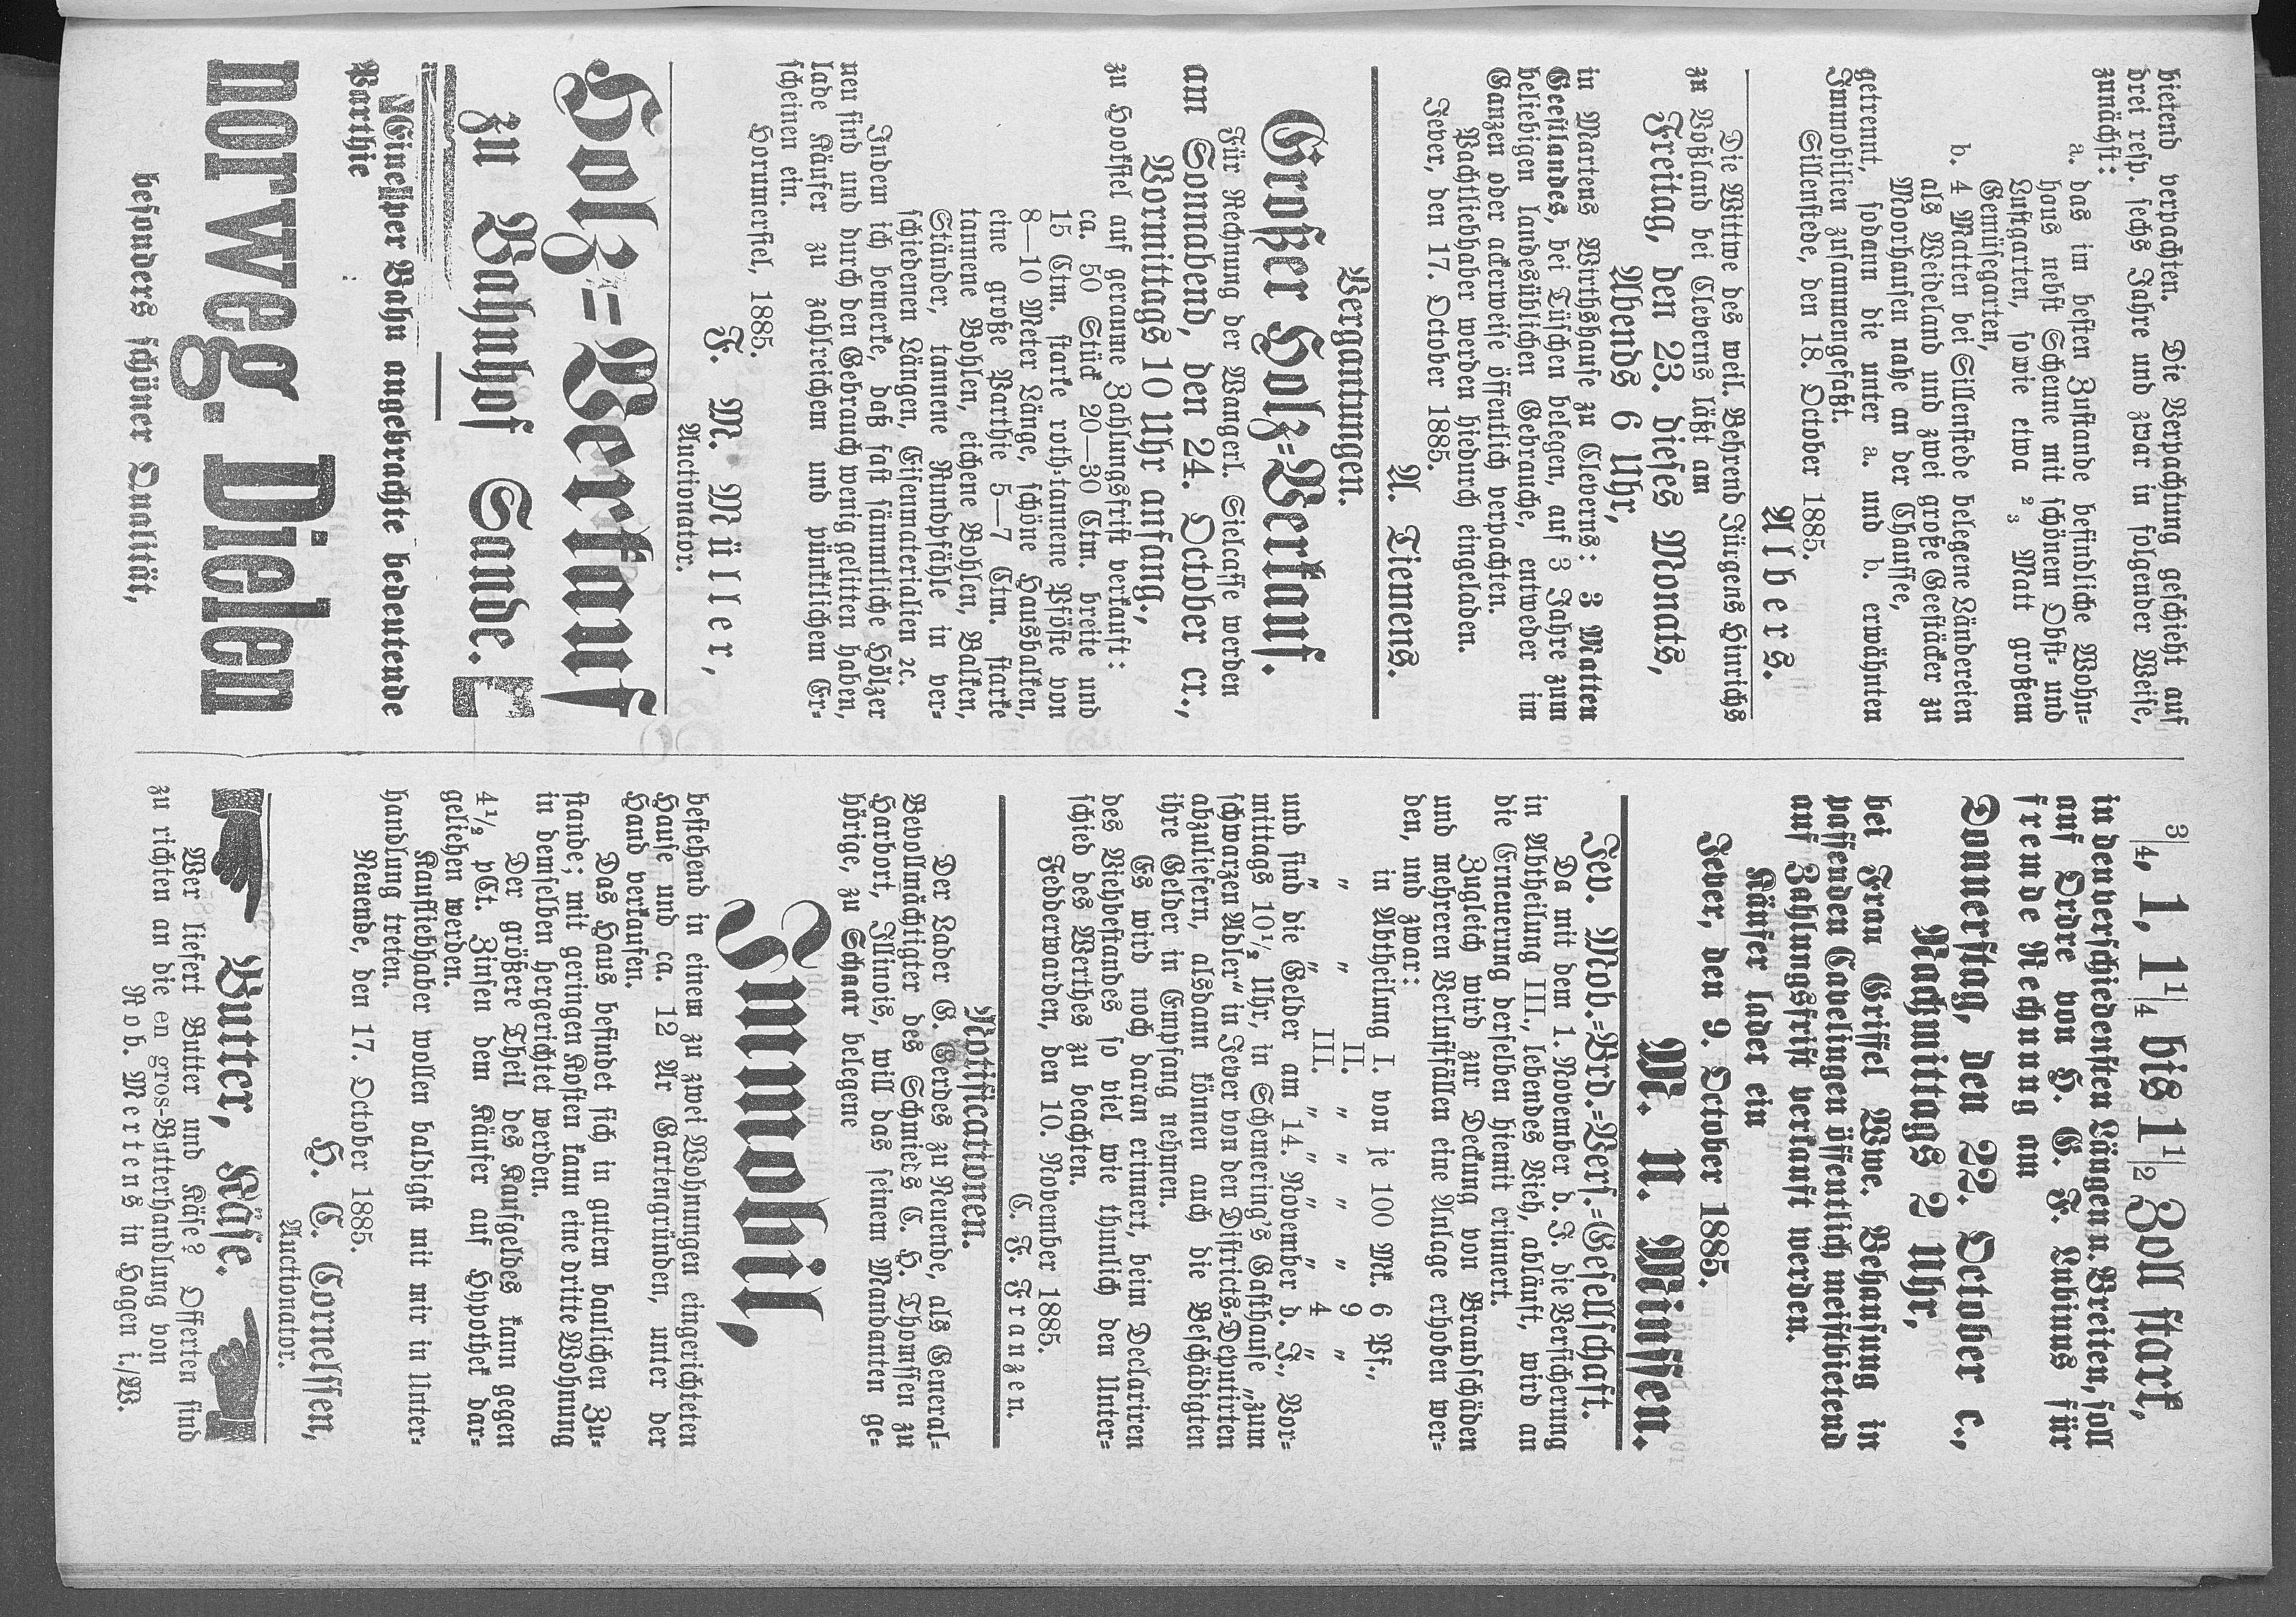 bietend verpachten. Die Verpachtung geschieht auf
drei resp. sechs Jahre und zwar in folgender Weise,
zunächst:
a. das im besten Zustande befindliche Wohn-
haus nebst Scheune mit schönem Obst- und
Lustgarten, sowie etwa 2/3 Matt großem
Gemüsegarten,
b. 4 Matten bei Sillenstede belegene Ländereien
als Weideland und zwei große Geestäcker zu
Moorhausen nahe an der Chaussee,
getrennt, sodann die unter a. und b. erwähnten
Immobilien zusammengefaßt.
Sillenstede, den 18. October 1885.
Albers.
Die Wittwe des weil. Behrend Jürgens Hinrichs
zu Voßland bei Cleverns läßt am
Freitag, den 23. dieses Monats,
Abends 6 Uhr,
in Martens Wirthshause zu Cleverns: 3 Matten
Geestlandes, bei Tüschen belegen, auf 3 Jahre zum
beliebigen landesüblichen Gebrauche, entweder im
Ganzen oder ackerweise öffentlich verpachten.
Pachtliebhaber werden hiedurch eingeladen.
Jever, den 17. October 1885.
A. Tiemens.
Vergantungen.
Großer Holz-Verkauf.
Für Rechnung der Wangerl. Sielcasse werden
am Sonnabend, den 24. October cr.,
Vormittags 10 Uhr anfang.,
zu Hooksiel auf geraume Zahlungsfrist verkauft:
ca. 50 Stück 20—30 Ctm. breite und
15 Ctm. starke roth-tannene Pföste von
8—10 Meter Länge, schöne Hausbalken,
eine große Parthie 5—7 Ctm. starke
tannene Bohlen, eichene Bohlen, Balken,
Ständer, tannene Rundpfähle in ver-
schiedenen Längen, Eisenmaterialien ꝛc.
Indem ich bemerke, daß fast sämmtliche Hölzer
neu sind und durch den Gebrauch wenig gelitten haben,
lade Käufer zu zahlreichem und pünktlichem Er-
scheinen ein.
Horumersiel, 1885.
F. M. Müller,
Auctionator.
Holz-Verkauf
zu Bahnhof Sande.
Eine per Bahn angebrachte bedeutende
Parthie
norweg. Dielen
besonders schöner Qualität,
3/4, 1, 1 1/4 bis 1 1/2 Zoll stark,
in den verschiedensten Längen u. Breiten, soll
auf Ordre von H. C. F. Lubinus für
fremde Rechnung am
Donnerstag, den 22. October c.,
Nachmittags 2 Uhr,
bei Frau Griffel Wwe. Behausung in
passenden Cavelingen öffentlich meistbietend
auf Zahlungsfrist verkauft werden.
Käufer ladet ein
Jever, den 9. October 1885.
M. U. Minssen.
Jev. Mob.-Brd.-Vers.-Gesellschaft.
Da mit dem 1. November d. J. die Versicherung
in Abtheilung III., lebendes Vieh, abläuft, wird an
die Erneuerung derselben hiemit erinnert.
Zugleich wird zur Deckung von Brandschäden
und mehreren Verlustfällen eine Anlage erhoben wer-
den, und zwar:
in Abtheilung I. von je 100 Mk. 6 Pf.,
„ „ II. „ „ „ „ 9 „
„ „ III. „ „ „ „ 4 „
und sind die Gelder am 14. November d. J., Vor-
mittags 10½ Uhr, in Schemering's Gasthause „zum
schwarzen Adler“ in Jever von den Districts-Deputirten
abzuliefern, alsdann können auch die Beschädigten
ihre Gelder in Empfang nehmen.
Es wird noch daran erinnert, beim Declariren
des Viehbestandes so viel wie thunlich den Unter-
schied des Werthes zu beachten.
Fedderwarden, den 10. November 1885.
C. F. Franzen.
Notificationen.
Der Bader G. Gerdes zu Neuende, als General-
Bevollmächtigter des Schmieds C. H. Thomssen zu
Harbort, Illinois, will das seinem Mandanten ge-
hörige, zu Schaar belegene
Immobil,
bestehend in einem zu zwei Wohnungen eingerichteten
Hause und ca. 12 Ar Gartengründen, unter der
Hand verkaufen.
Das Haus befindet sich in gutem baulichen Zu-
stande; mit geringen Kosten kann eine dritte Wohnung
in demselben hergerichtet werden.
Der größere Theil des Kaufgeldes kann gegen
4½ pCt. Zinsen dem Käufer auf Hypothek dar-
geliehen werden.
Kaufliebhaber wollen baldigst mit mir in Unter-
handlung treten.
Neuende, den 17. October 1885.
H. C. Cornelssen,
Auctionator.
Butter, Käse.
Wer liefert Butter und Käse? Offerten sind
zu richten an die en gros-Butterhandlung von
Rob. Mertens in Hagen i./W.